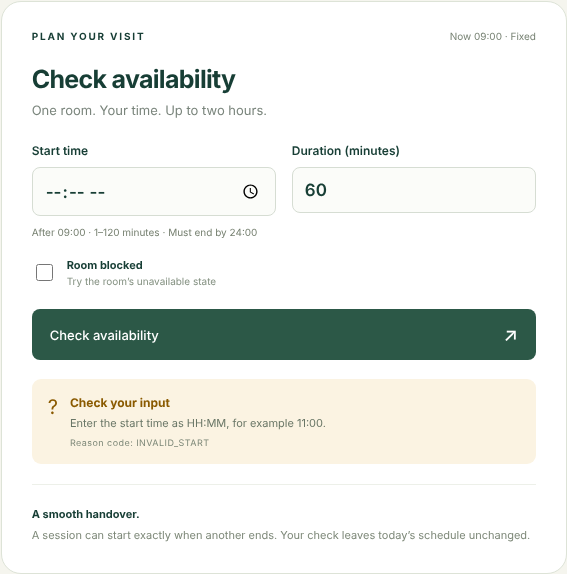 PLAN YOUR VISIT
Now 09:00 · Fixed
Check availability
One room. Your time. Up to two hours.
Start time
Duration (minutes)
--:-- --
60
After 09:00 · 1–120 minutes · Must end by 24:00
Room blocked
Try the room's unavailable state
Check availability
?
Check your input
Enter the start time as HH:MM, for example 11:00.
Reason code: INVALID_START
A smooth handover.
A session can start exactly when another ends. Your check leaves today's schedule unchanged.